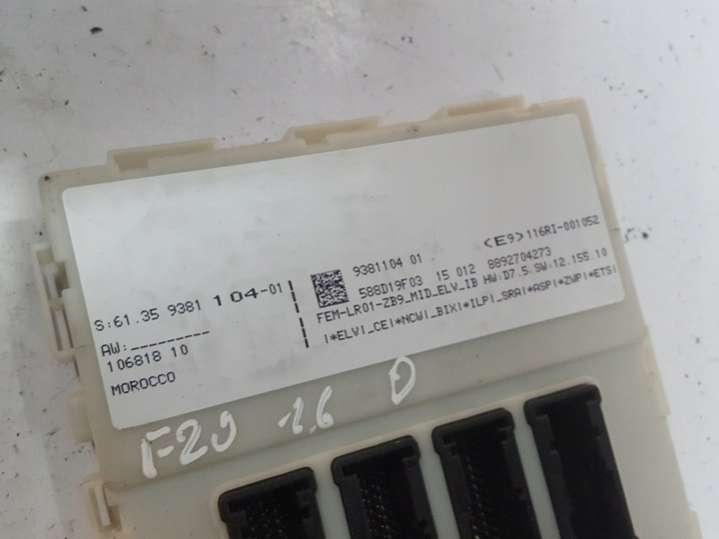 S:61.35 9381 104-01
AW:_________
106818 10
MOROCCO
9381104 01
<E9>116RI-001052
588D19F03 15 012 8892704273
FEM-LR01-ZB9_MID_ELV_IB HW:D7.5.SW:12.155.10
|*ELV|_CE|*NCW|_BIX|*ILP|_SRA|*ASP|*ZWP|*ETS|
F20 1.6 D